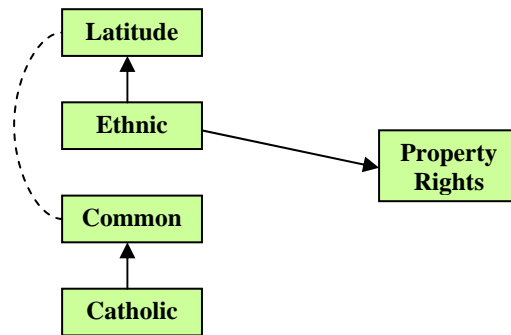 Latitude
Ethnic
Property
Rights
Common
Catholic